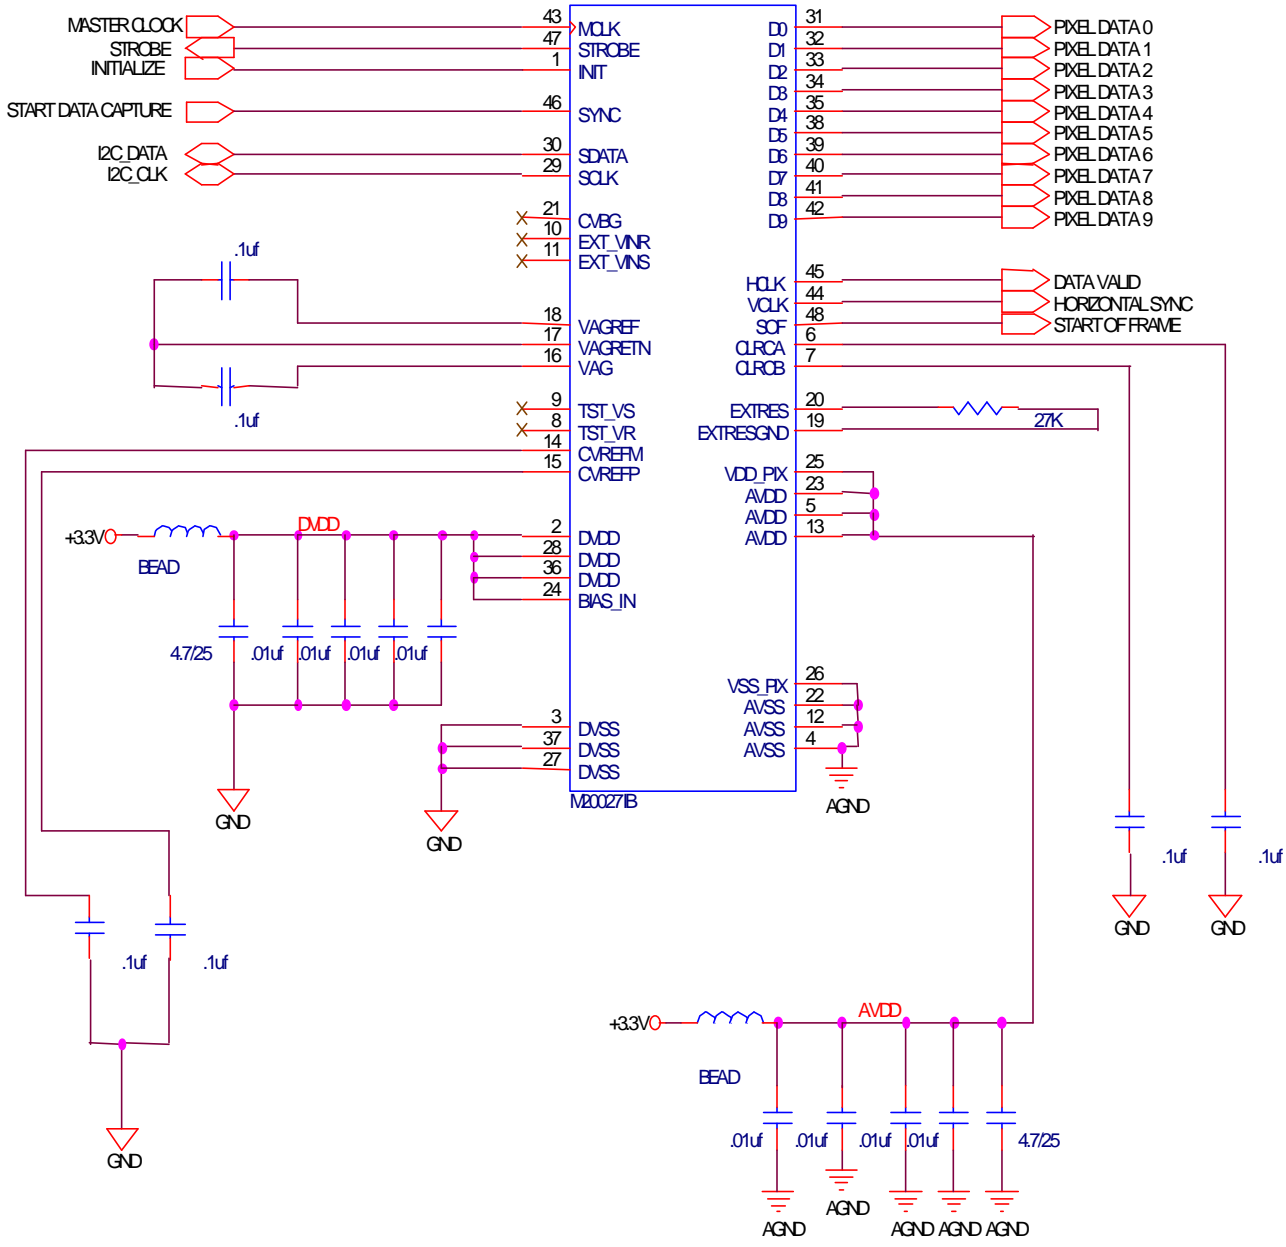 MASTER CLOCK 43 MCLK D0 31 PIXEL DATA 0
STROBE 47 STROBE D1 32 PIXEL DATA 1
INITIALIZE 1 INIT D2 33 PIXEL DATA 2
D3 34 PIXEL DATA 3
START DATA CAPTURE 46 SYNC D4 35 PIXEL DATA 4
D5 38 PIXEL DATA 5
I2C_DATA 30 SDATA D6 39 PIXEL DATA 6
I2C_CLK 29 SCLK D7 40 PIXEL DATA 7
D8 41 PIXEL DATA 8
21 CVBG D9 42 PIXEL DATA 9
10 EXT_VINR
11 EXT_VINS
.1uf
HCLK 45 DATA VALID
VCLK 44 HORIZONTAL SYNC
18 VAGREF SOF 48 START OF FRAME
17 VAGRETN CLRCA 6
16 VAG CLRCB 7
.1uf
9 TST_VS EXTRES 20
8 TST_VR EXTRESGND 19 27K
14 CVREFM
15 CVREFP VDD_PIX 25
AVDD 23
AVDD 5
+3.3V DVDD 2 DVDD AVDD 13
BEAD 28 DVDD
36 DVDD
24 BIAS_IN
4.7/25 .01uf .01uf .01uf
VSS_PIX 26
AVSS 22
3 DVSS AVSS 12
37 DVSS AVSS 4
27 DVSS
M20027IB AGND
GND GND
.1uf .1uf
GND GND
.1uf .1uf
+3.3V AVDD
BEAD
.01uf .01uf .01uf .01uf 4.7/25
GND
AGND AGND AGND AGND AGND